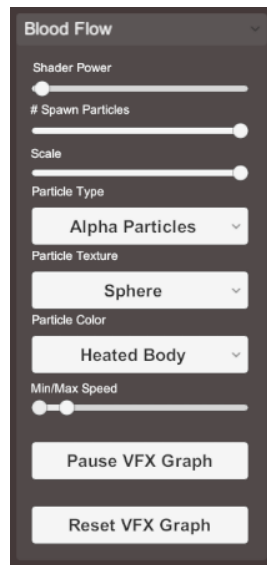 Blood Flow
Shader Power
# Spawn Particles
Scale
Particle Type
Alpha Particles
Particle Texture
Sphere
Particle Color
Heated Body
Min/Max Speed
Pause VFX Graph
Reset VFX Graph